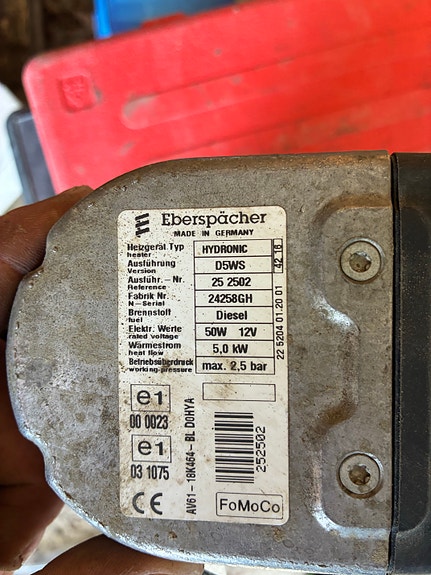 Eberspächer
MADE IN GERMANY
Heizgerät Typ HYDRONIC
heater
Ausführung D5WS
Version
Ausführ. - Nr. 25 2502
Reference
Fabrik Nr. 24258GH
N - Serial
Brennstoff Diesel
fuel
Elektr. Werte 50W 12V
rated voltage
Wärmestrom 5,0 kW
heat flow
Betriebsüberdruck max. 2,5 bar
working-pressure
42 16
22 5204 01 20 01
e1
00 0023
e1
03 1075
AV61-18K464-BL D0HYA
252502
CE
FoMoCo